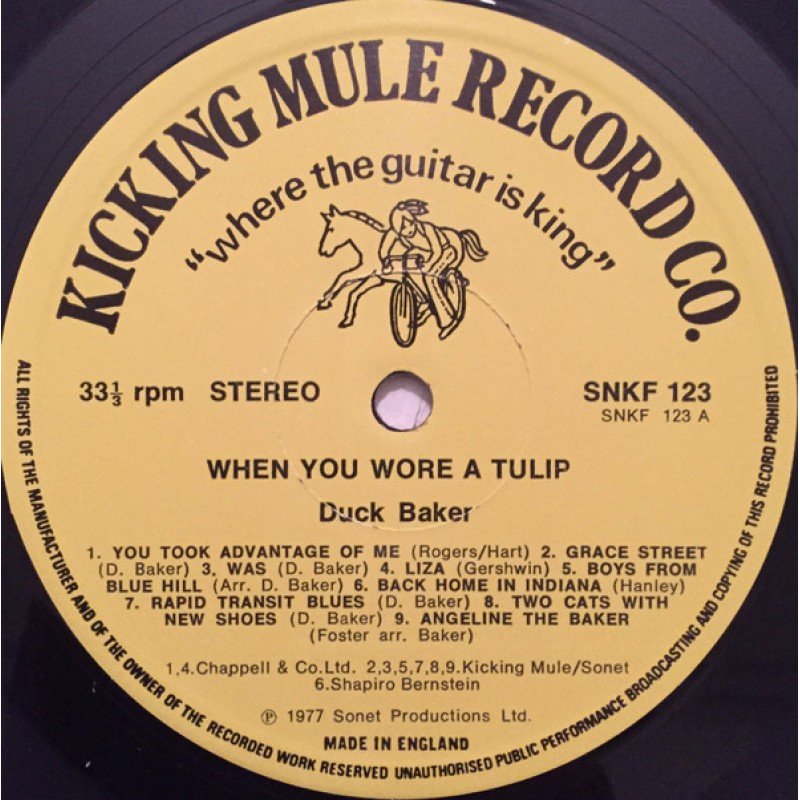 KICKING MULE RECORD CO.
"where the guitar is king"
33⅓ rpm STEREO
SNKF 123
SNKF 123 A
WHEN YOU WORE A TULIP
Duck Baker
1. YOU TOOK ADVANTAGE OF ME (Rogers/Hart) 2. GRACE STREET
(D. Baker) 3. WAS (D. Baker) 4. LIZA (Gershwin) 5. BOYS FROM
BLUE HILL (Arr. D. Baker) 6. BACK HOME IN INDIANA (Hanley)
7. RAPID TRANSIT BLUES (D. Baker) 8. TWO CATS WITH
NEW SHOES (D. Baker) 9. ANGELINE THE BAKER
(Foster arr. Baker)
1,4.Chappell & Co.Ltd. 2,3,5,7,8,9.Kicking Mule/Sonet
6.Shapiro Bernstein
℗ 1977 Sonet Productions Ltd.
MADE IN ENGLAND
ALL RIGHTS OF THE MANUFACTURER AND OF THE OWNER OF THE RECORDED WORK RESERVED UNAUTHORISED PUBLIC PERFORMANCE BROADCASTING AND COPYING OF THIS RECORD PROHIBITED